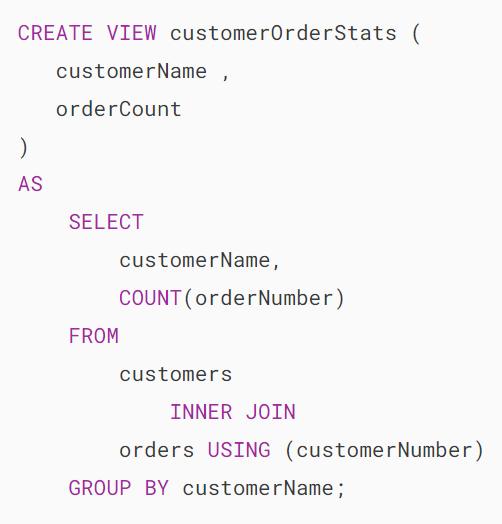 CREATE VIEW customerOrderStats (
   customerName ,
   orderCount
)
AS
    SELECT
        customerName,
        COUNT(orderNumber)
    FROM
        customers
            INNER JOIN
        orders USING (customerNumber)
    GROUP BY customerName;